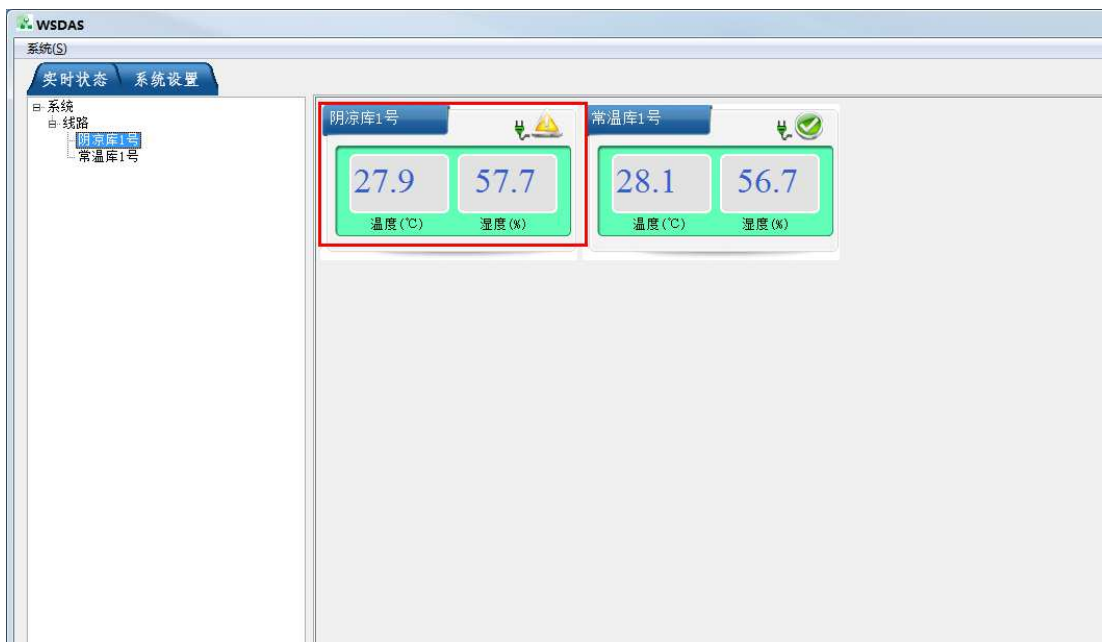 WSDAS
系统(S)
实时状态 系统设置
系统
线路
阴凉库1号
常温库1号
阴凉库1号
27.9 57.7
温度(℃) 湿度(%)
常温库1号
28.1 56.7
温度(℃) 湿度(%)